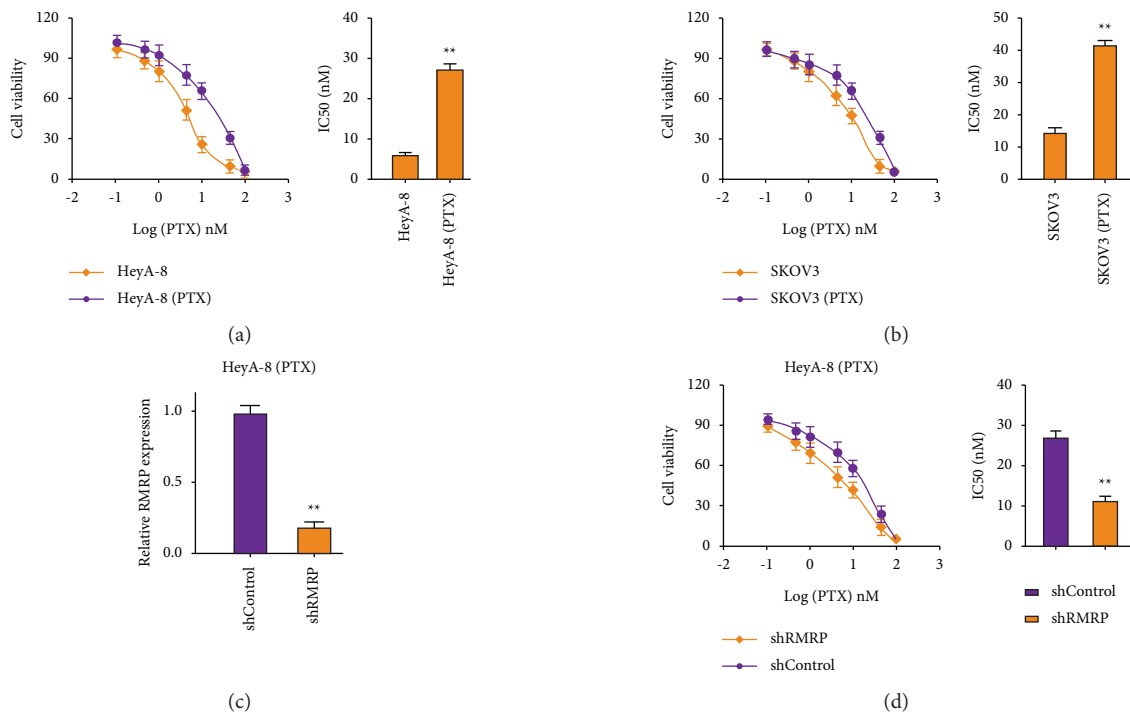 120
90
60
30
0
Cell viability
-2 -1 0 1 2 3
Log (PTX) nM
HeyA-8
HeyA-8 (PTX)
40
30
20
10
0
IC50 (nM)
**
HeyA-8
HeyA-8 (PTX)
(a)
120
90
60
30
0
Cell viability
-2 -1 0 1 2 3
Log (PTX) nM
SKOV3
SKOV3 (PTX)
50
40
30
20
10
0
IC50 (nM)
**
SKOV3
SKOV3 (PTX)
(b)
HeyA-8 (PTX)
1.0
0.5
0.0
Relative RMRP expression
**
shControl
shRMRP
(c)
HeyA-8 (PTX)
120
90
60
30
0
Cell viability
-2 -1 0 1 2 3
Log (PTX) nM
shRMRP
shControl
40
30
20
10
0
IC50 (nM)
**
shControl
shRMRP
(d)